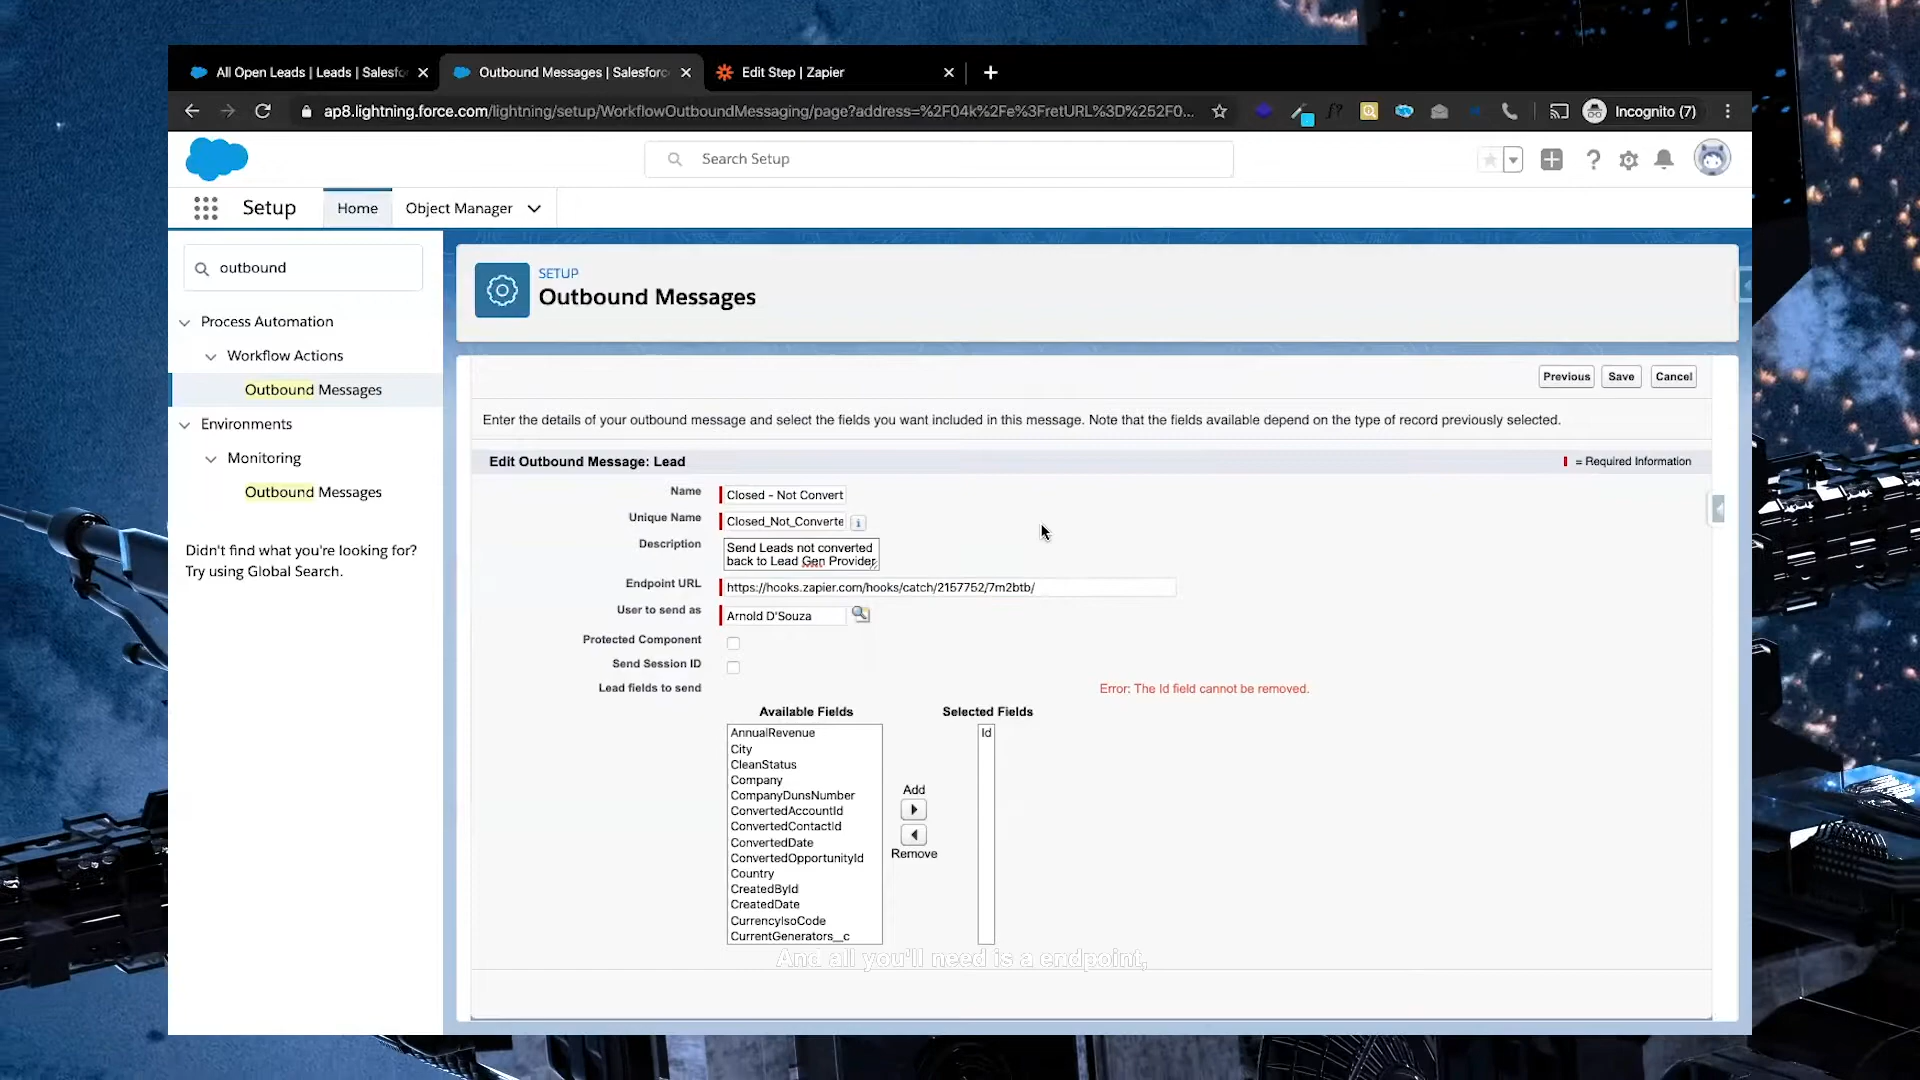 All Open Leads | Leads | Salesfo
Outbound Messages | Salesforc
Edit Step | Zapier
ap8.lightning.force.com/lightning/setup/WorkflowOutboundMessaging/page?address=%2F04k%2Fe%3FretURL%3D%252F0...
f?
Incognito (7)
Search Setup
Setup
Home
Object Manager
outbound
Process Automation
Workflow Actions
Outbound Messages
Environments
Monitoring
Outbound Messages
Didn't find what you're looking for?
Try using Global Search.
SETUP
Outbound Messages
Previous
Save
Cancel
Enter the details of your outbound message and select the fields you want included in this message. Note that the fields available depend on the type of record previously selected.
Edit Outbound Message: Lead
= Required Information
Name
Closed - Not Convert
Unique Name
Closed_Not_Converte
i
Description
Send Leads not converted
back to Lead Gen Provider
Endpoint URL
https://hooks.zapier.com/hooks/catch/2157752/7m2btb/
User to send as
Arnold D'Souza
Protected Component
Send Session ID
Lead fields to send
Error: The Id field cannot be removed.
Available Fields
Selected Fields
AnnualRevenue
City
CleanStatus
Company
CompanyDunsNumber
ConvertedAccountId
ConvertedContactId
ConvertedDate
ConvertedOpportunityId
Country
CreatedById
CreatedDate
CurrencyIsoCode
CurrentGenerators__c
Add
Remove
Id
And all you'll need is a endpoint,